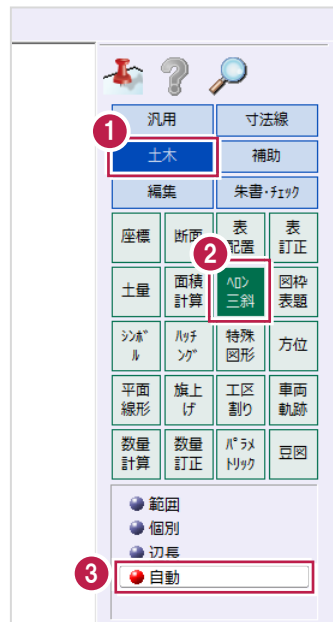 汎用 寸法線
1
土木 補助
編集 朱書・ﾁｪｯｸ
座標 断面 表配置 表訂正
2
土量 面積計算 ﾍﾛﾝ三斜 図枠表題
ｼﾝﾎﾞﾙ ﾊｯﾁﾝｸﾞ 特殊図形 方位
平面線形 旗上げ 工区割り 車両軌跡
数量計算 数量訂正 ﾊﾟﾗﾒﾄﾘｯｸ 豆図
範囲
個別
辺長
3 自動